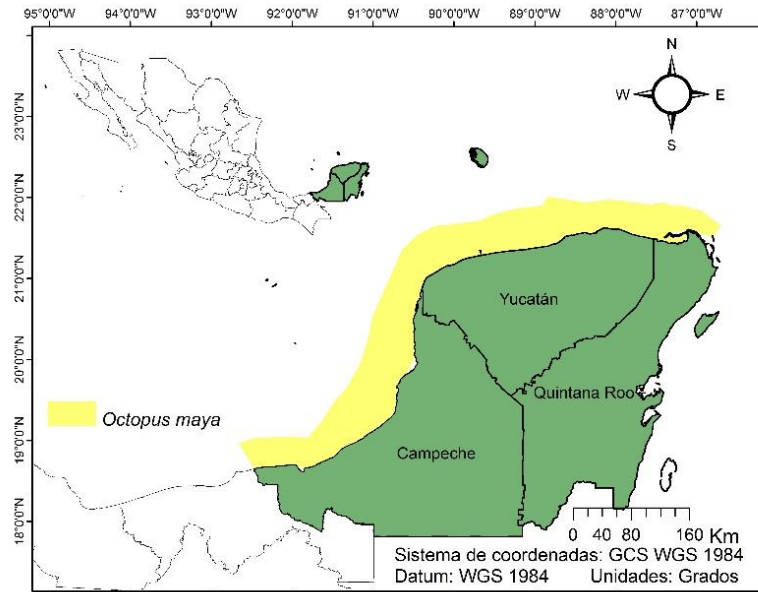 95°0'0"W 94°0'0"W 93°0'0"W 92°0'0"W 91°0'0"W 90°0'0"W 89°0'0"W 88°0'0"W 87°0'0"W
N
W E
S
23°0'0"N
22°0'0"N
21°0'0"N
20°0'0"N
19°0'0"N
18°0'0"N
Yucatán
Quintana Roo
Campeche
Octopus maya
0 40 80 120 160 Km
Sistema de coordenadas: GCS WGS 1984
Datum: WGS 1984 Unidades: Grados